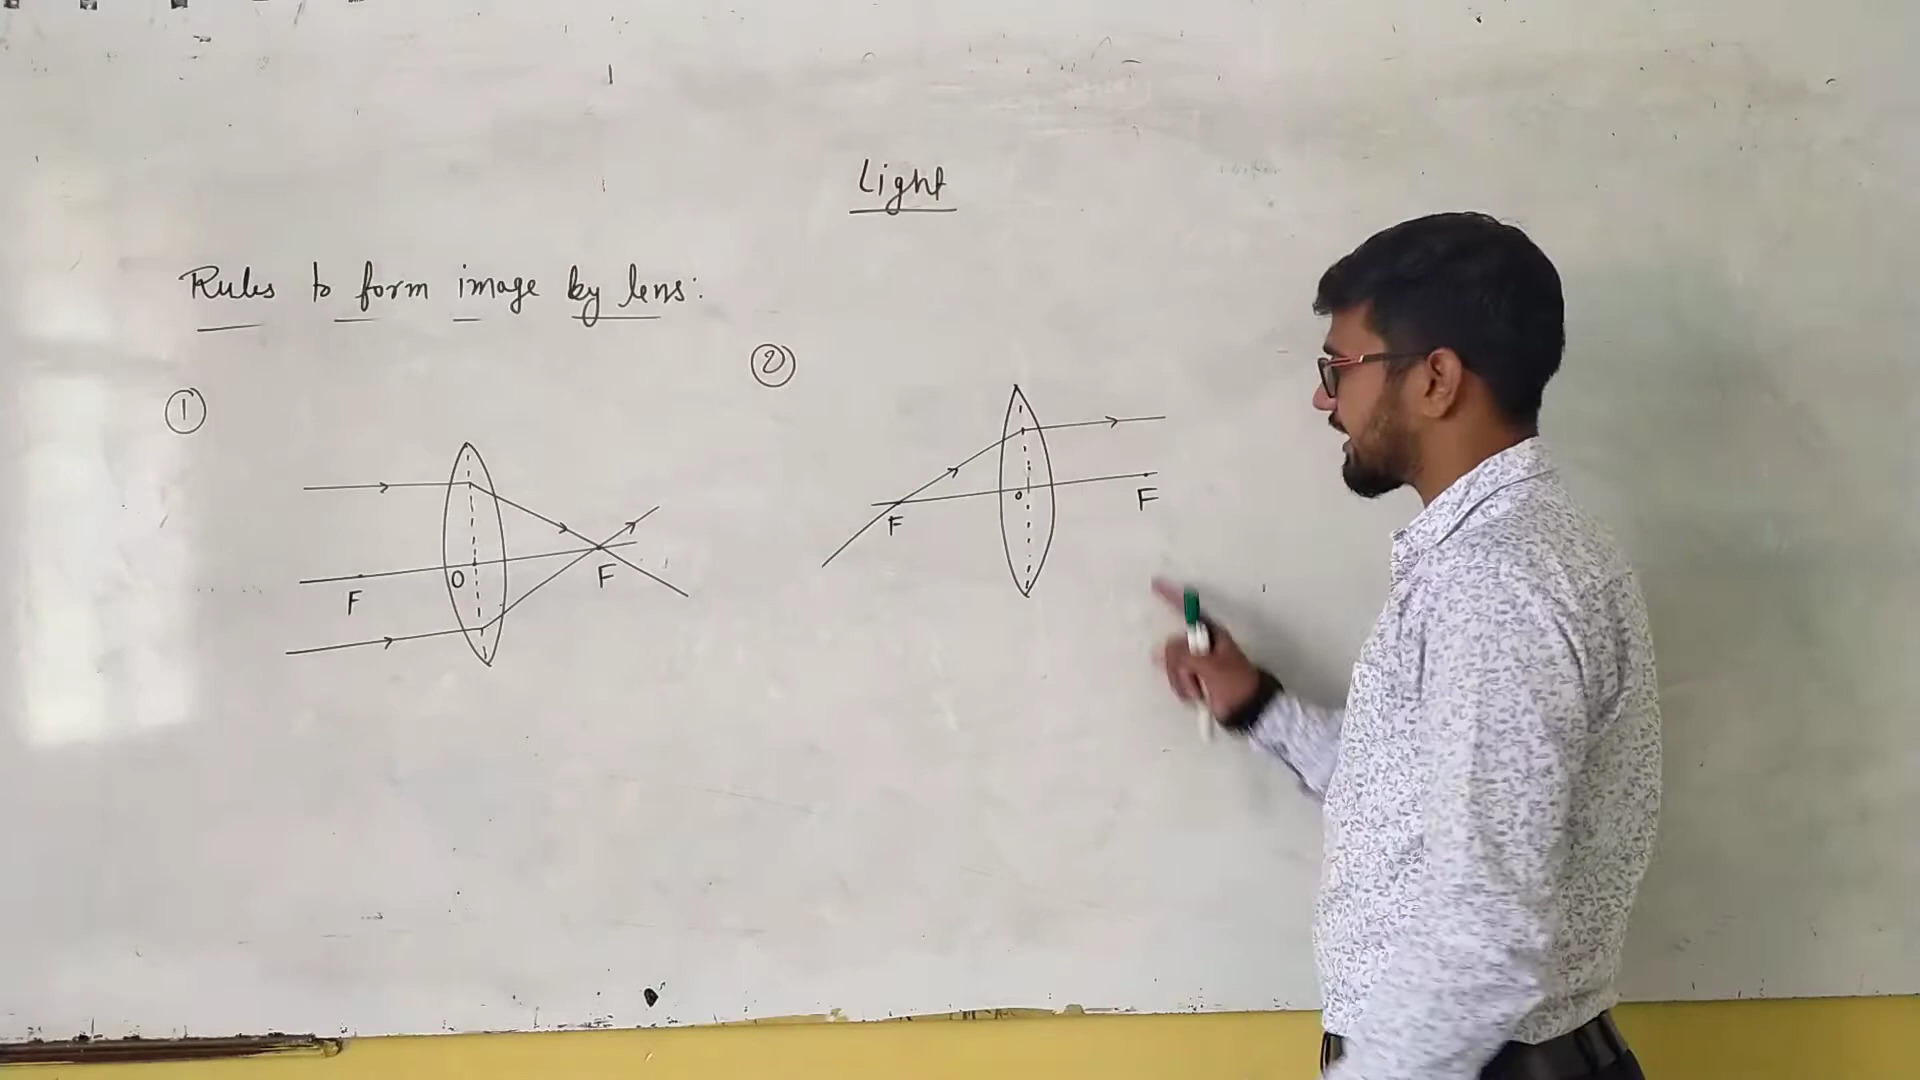 Light
Rules to form image by lens:
①
F
O
F
②
F
O
F